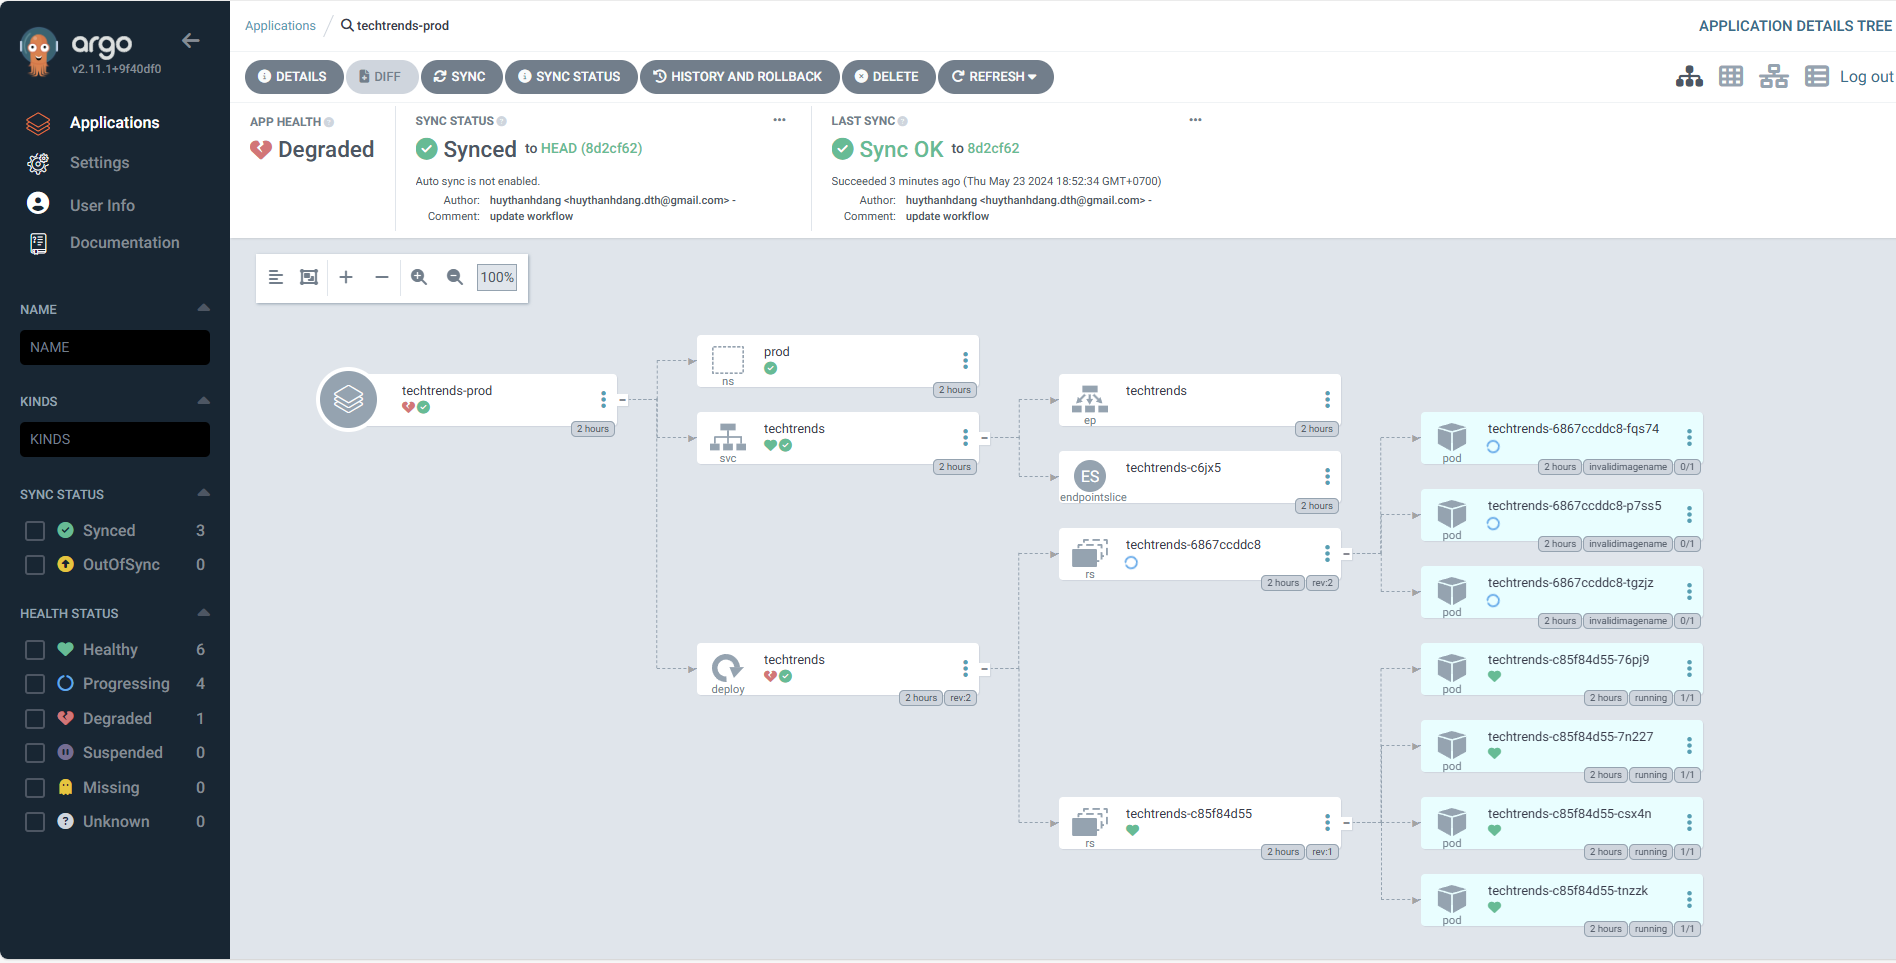 argo
v2.11.1+9f40df0
Applications
Settings
User Info
Documentation
NAME
NAME
KINDS
KINDS
SYNC STATUS
Synced 3
OutOfSync 0
HEALTH STATUS
Healthy 6
Progressing 4
Degraded 1
Suspended 0
Missing 0
Unknown 0
Applications / techtrends-prod
APPLICATION DETAILS TREE
DETAILS DIFF SYNC SYNC STATUS HISTORY AND ROLLBACK DELETE REFRESH
Log out
APP HEALTH
Degraded
SYNC STATUS
Synced to HEAD (8d2cf62)
Auto sync is not enabled.
Author: huythanhdang <huythanhdang.dth@gmail.com> -
Comment: update workflow
LAST SYNC
Sync OK to 8d2cf62
Succeeded 3 minutes ago (Thu May 23 2024 18:52:34 GMT+0700)
Author: huythanhdang <huythanhdang.dth@gmail.com> -
Comment: update workflow
100%
techtrends-prod
2 hours
prod
ns
2 hours
techtrends
svc
2 hours
techtrends
deploy
2 hours rev:2
techtrends
ep
2 hours
ES
techtrends-c6jx5
endpointslice
2 hours
techtrends-6867ccddc8
rs
2 hours rev:2
techtrends-c85f84d55
rs
2 hours rev:1
techtrends-6867ccddc8-fqs74
pod
2 hours invalidimagename 0/1
techtrends-6867ccddc8-p7ss5
pod
2 hours invalidimagename 0/1
techtrends-6867ccddc8-tgzjz
pod
2 hours invalidimagename 0/1
techtrends-c85f84d55-76pj9
pod
2 hours running 1/1
techtrends-c85f84d55-7n227
pod
2 hours running 1/1
techtrends-c85f84d55-csx4n
pod
2 hours running 1/1
techtrends-c85f84d55-tnzzk
pod
2 hours running 1/1